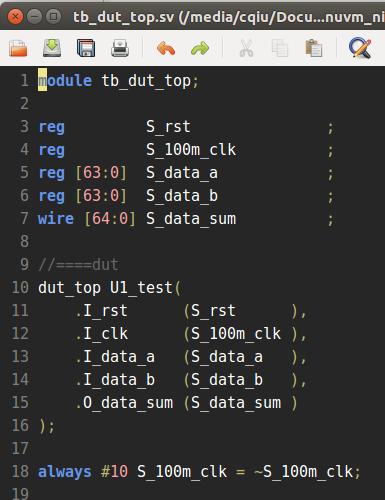 tb_dut_top.sv (/media/cqiu/Docu...nuvm_ni
1 module tb_dut_top;
2
3 reg S_rst ;
4 reg S_100m_clk ;
5 reg [63:0] S_data_a ;
6 reg [63:0] S_data_b ;
7 wire [64:0] S_data_sum ;
8
9 //====dut
10 dut_top U1_test(
11 .I_rst (S_rst ),
12 .I_clk (S_100m_clk ),
13 .I_data_a (S_data_a ),
14 .I_data_b (S_data_b ),
15 .O_data_sum (S_data_sum )
16 );
17
18 always #10 S_100m_clk = ~S_100m_clk;
19